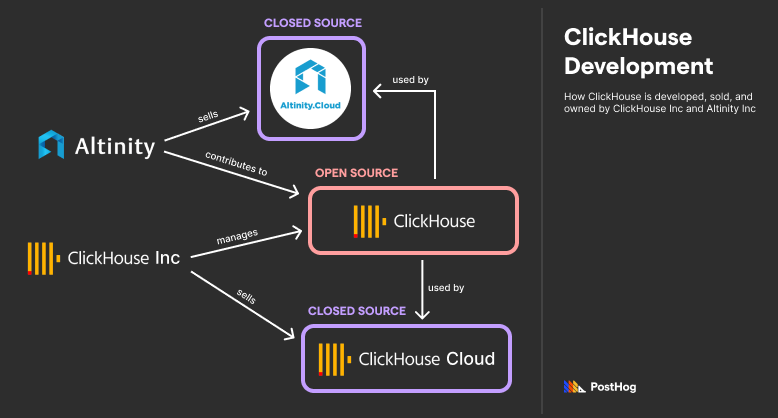 CLOSED SOURCE
Altinity.Cloud
used by
sells
Altinity
contributes to
OPEN SOURCE
ClickHouse
ClickHouse Inc
manages
sells
used by
CLOSED SOURCE
ClickHouse Cloud
ClickHouse
Development
How ClickHouse is developed, sold, and
owned by ClickHouse Inc and Altinity Inc
PostHog